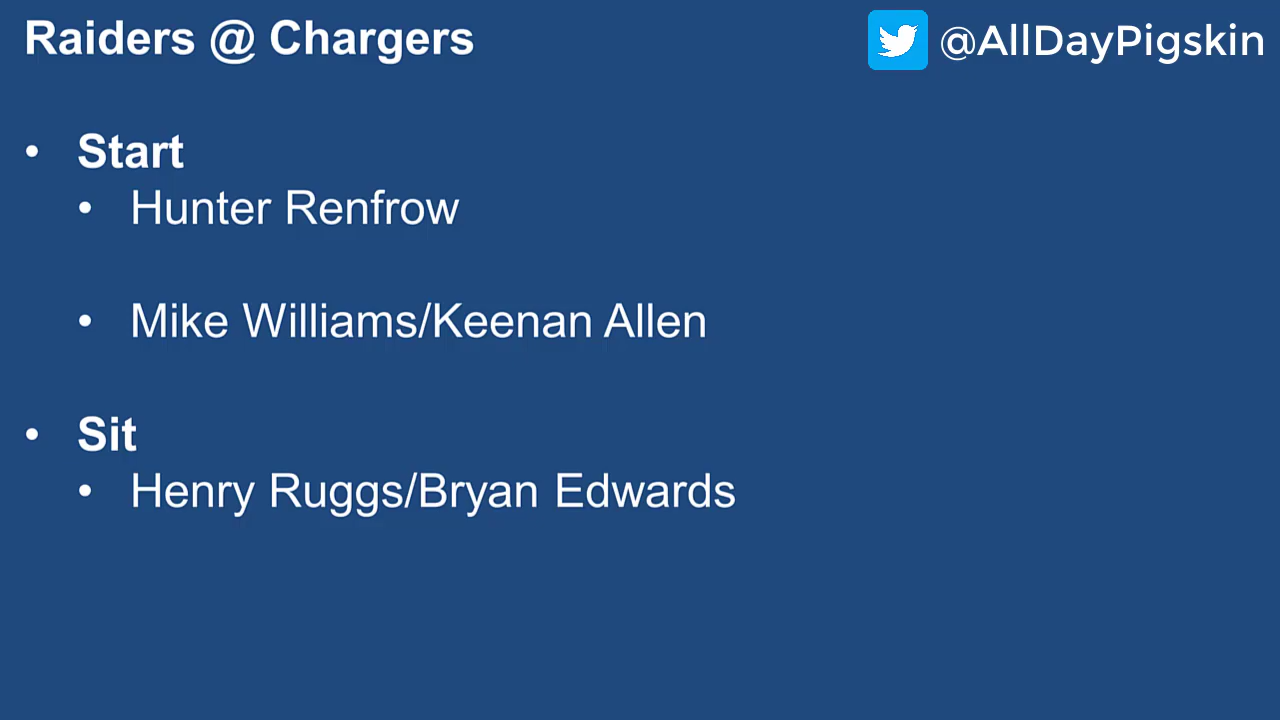 Raiders @ Chargers
@AllDayPigskin
• Start
• Hunter Renfrow
• Mike Williams/Keenan Allen
• Sit
• Henry Ruggs/Bryan Edwards